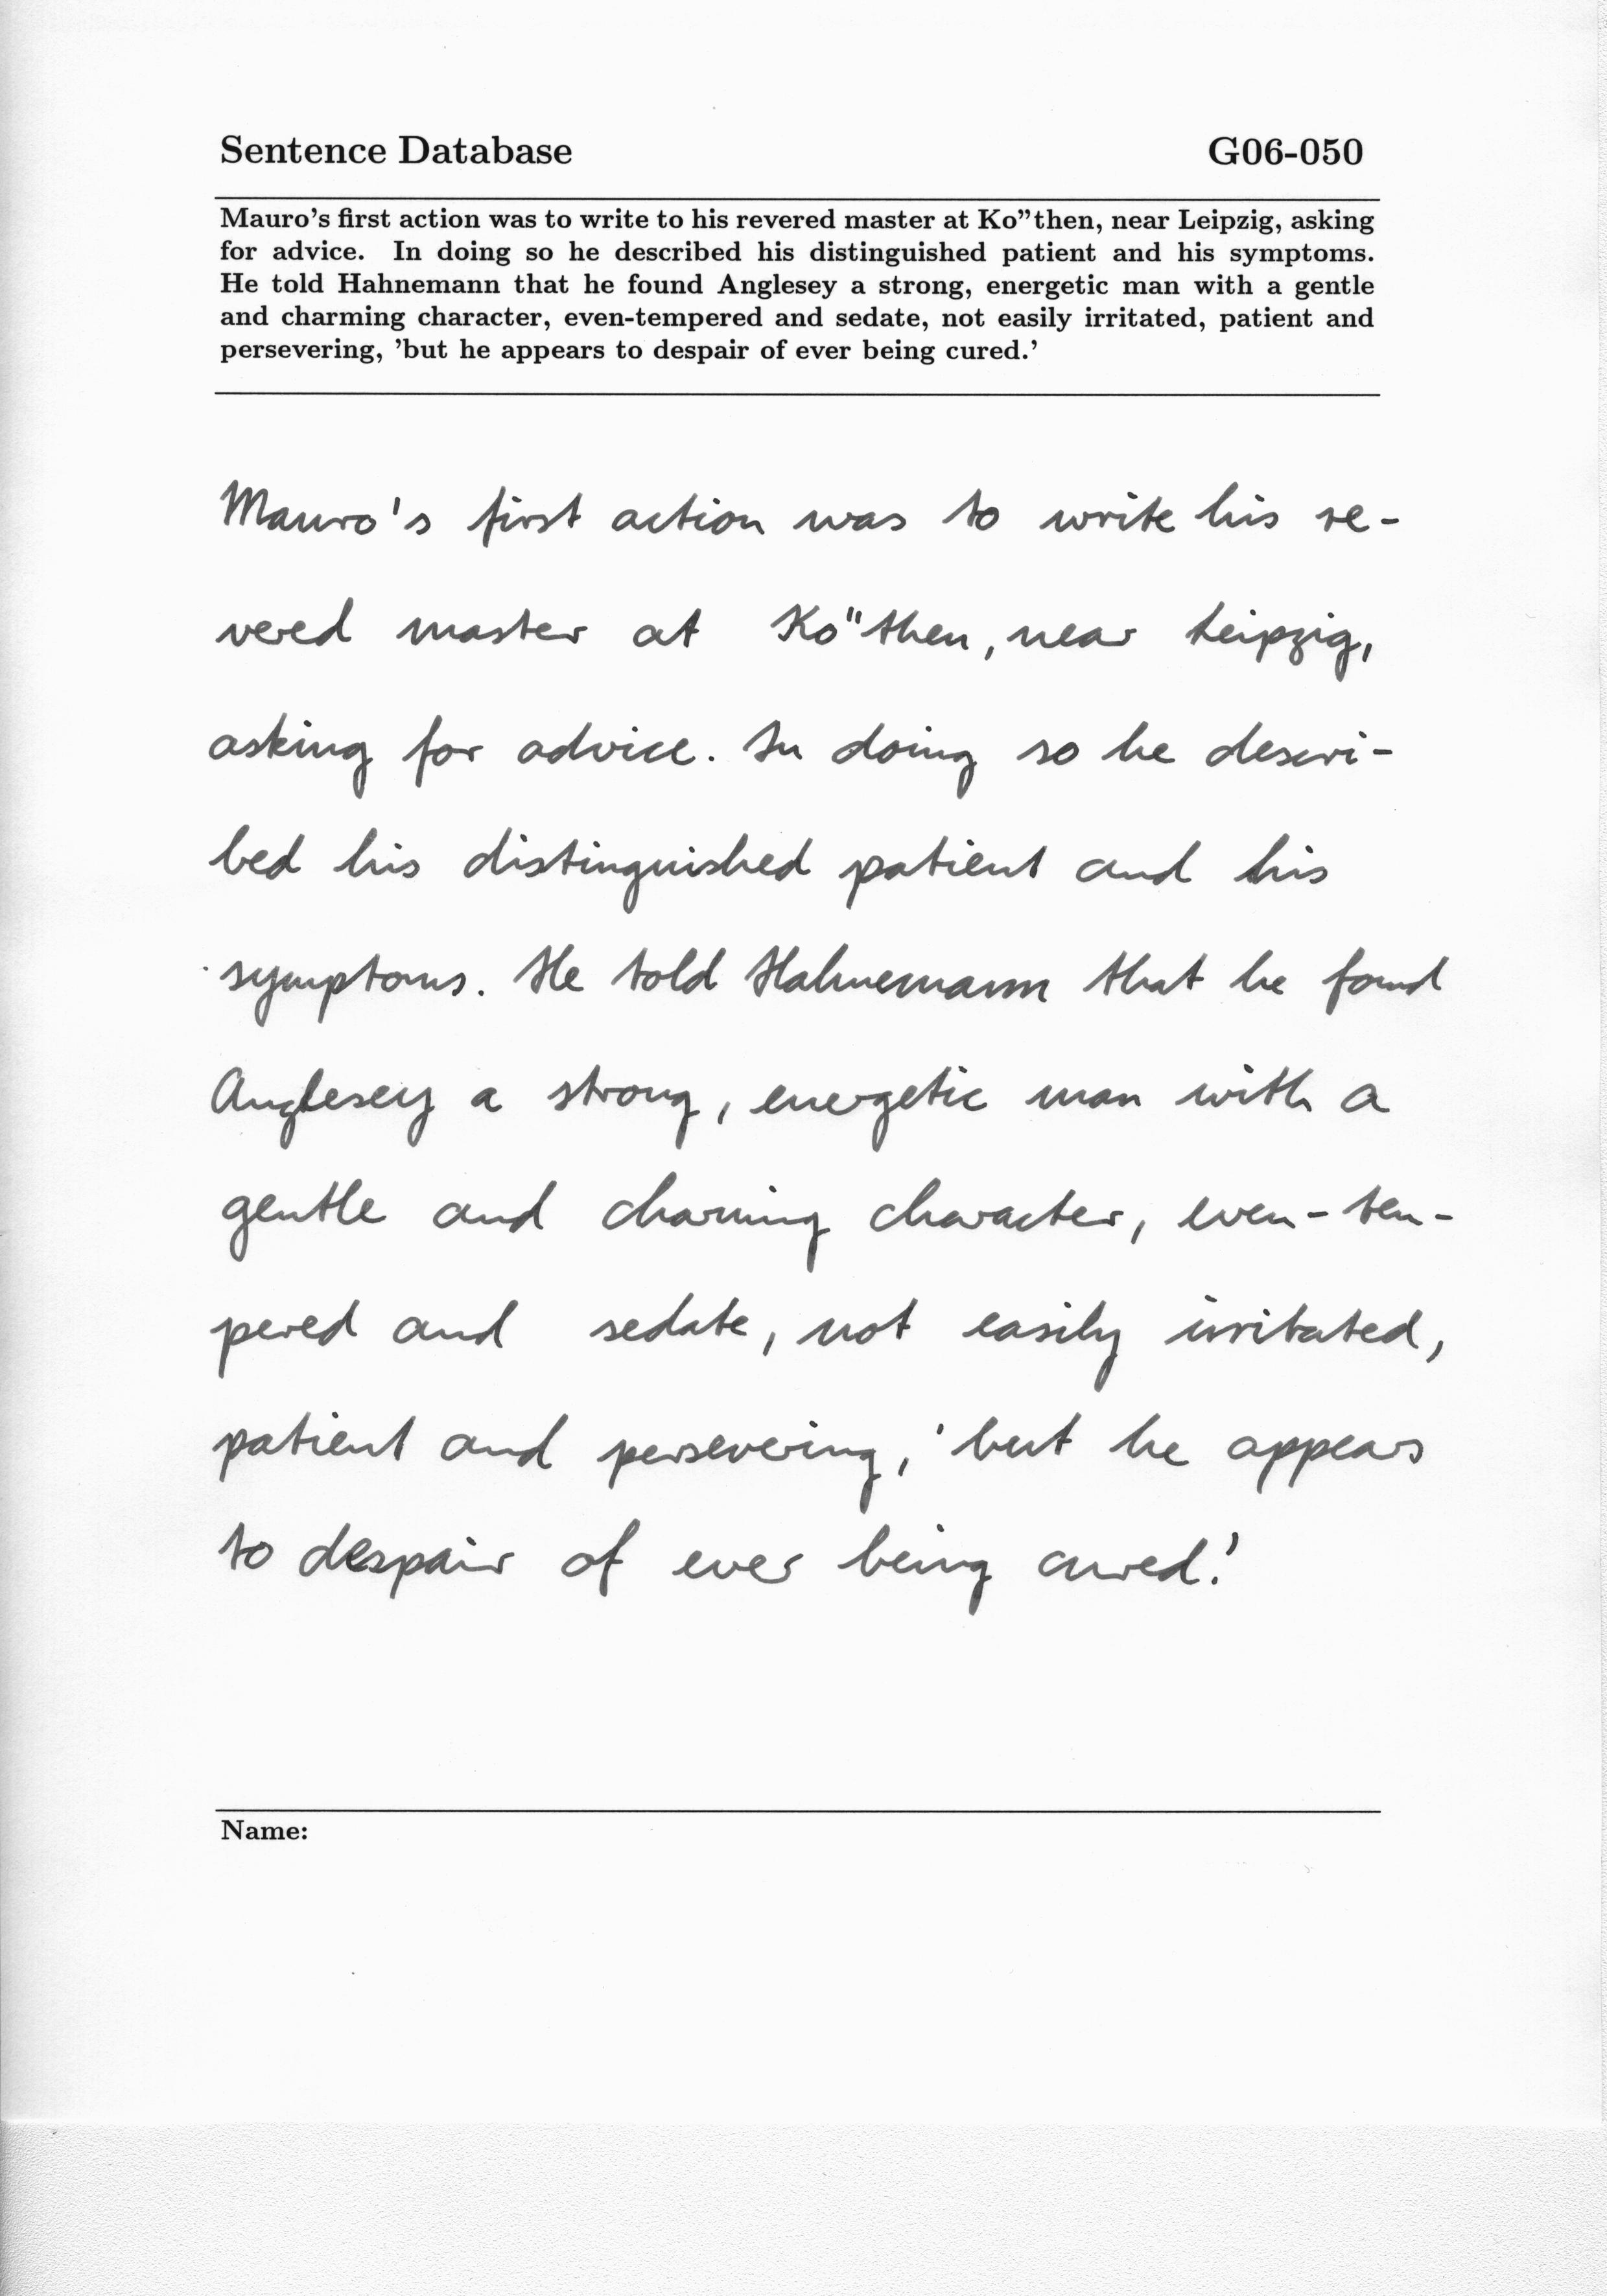 Sentence Database G06-050
Mauro's first action was to write to his revered master at Ko"then, near Leipzig, asking
for advice. In doing so he described his distinguished patient and his symptoms.
He told Hahnemann that he found Anglesey a strong, energetic man with a gentle
and charming character, even-tempered and sedate, not easily irritated, patient and
persevering, 'but he appears to despair of ever being cured.'
Mauro's first action was to write his re-
vered master at Ko"then, near Leipzig,
asking for advice. In doing so he descri-
bed his distinguished patient and his
symptoms. He told Hahnemann that he found
Anglesey a strong, energetic man with a
gentle and charming character, even-tem-
pered and sedate, not easily irritated,
patient and persevering, 'but he appears
to despair of ever being cured.'
Name: